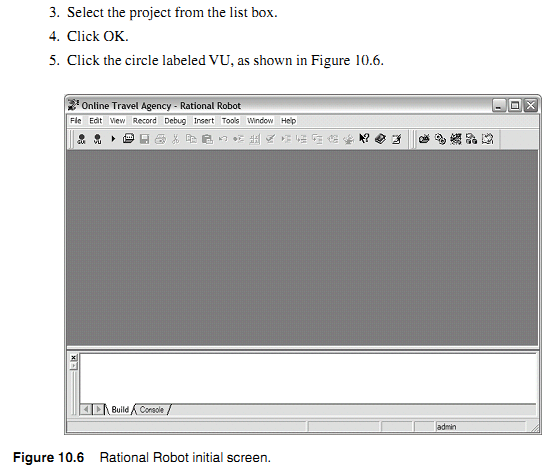 3. Select the project from the list box.
4. Click OK.
5. Click the circle labeled VU, as shown in Figure 10.6.
Online Travel Agency - Rational Robot
File Edit View Record Debug Insert Tools Window Help
GUI VU
Build Console
admin
Figure 10.6 Rational Robot initial screen.